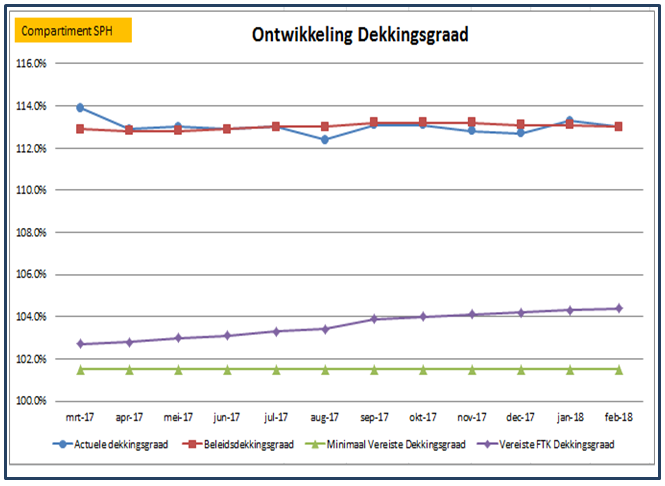 Compartiment SPH
Ontwikkeling Dekkingsgraad
116.0%
114.0%
112.0%
110.0%
108.0%
106.0%
104.0%
102.0%
100.0%
mrt-17 apr-17 mei-17 jun-17 jul-17 aug-17 sep-17 okt-17 nov-17 dec-17 jan-18 feb-18
Actuele dekkingsgraad Beleidsdekkingsgraad Minimaal Vereiste Dekkingsgraad Vereiste FTK Dekkingsgraad